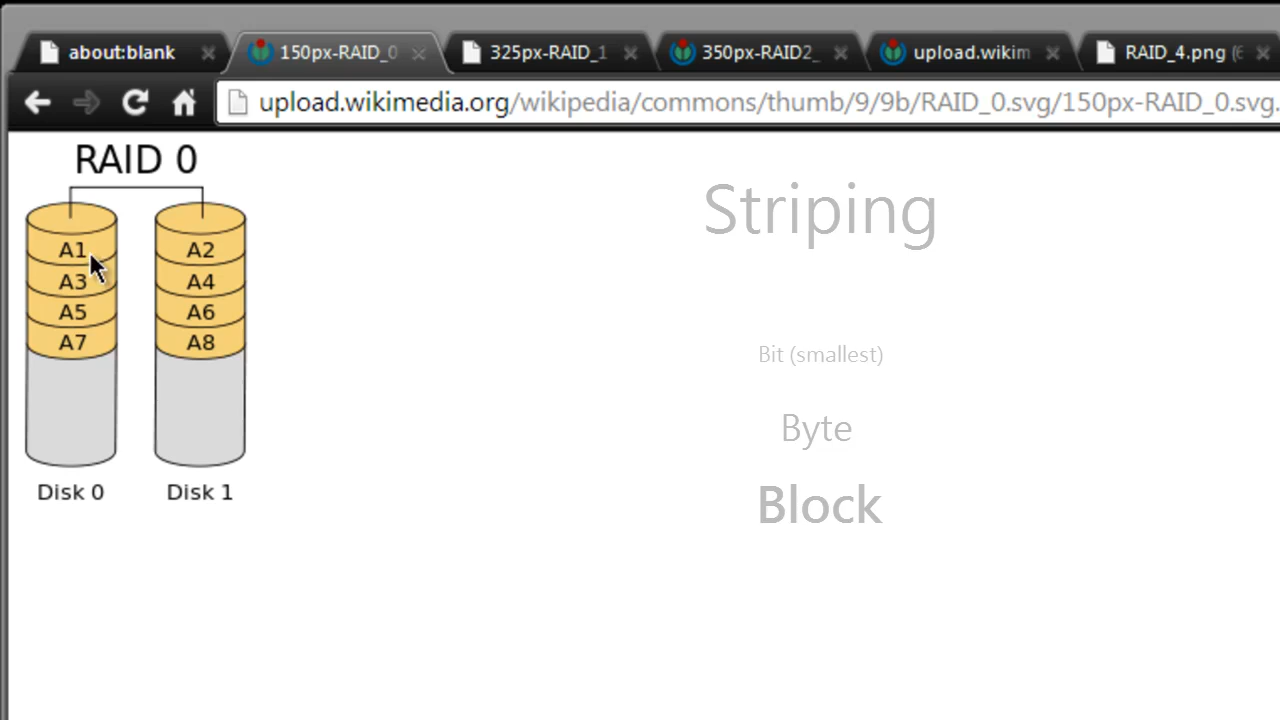 about:blank
150px-RAID_0
325px-RAID_1
350px-RAID2_
upload.wikim
RAID_4.png (6
upload.wikimedia.org/wikipedia/commons/thumb/9/9b/RAID_0.svg/150px-RAID_0.svg.
RAID 0
A1
A2
A3
A4
A5
A6
A7
A8
Disk 0
Disk 1
Striping
Bit (smallest)
Byte
Block